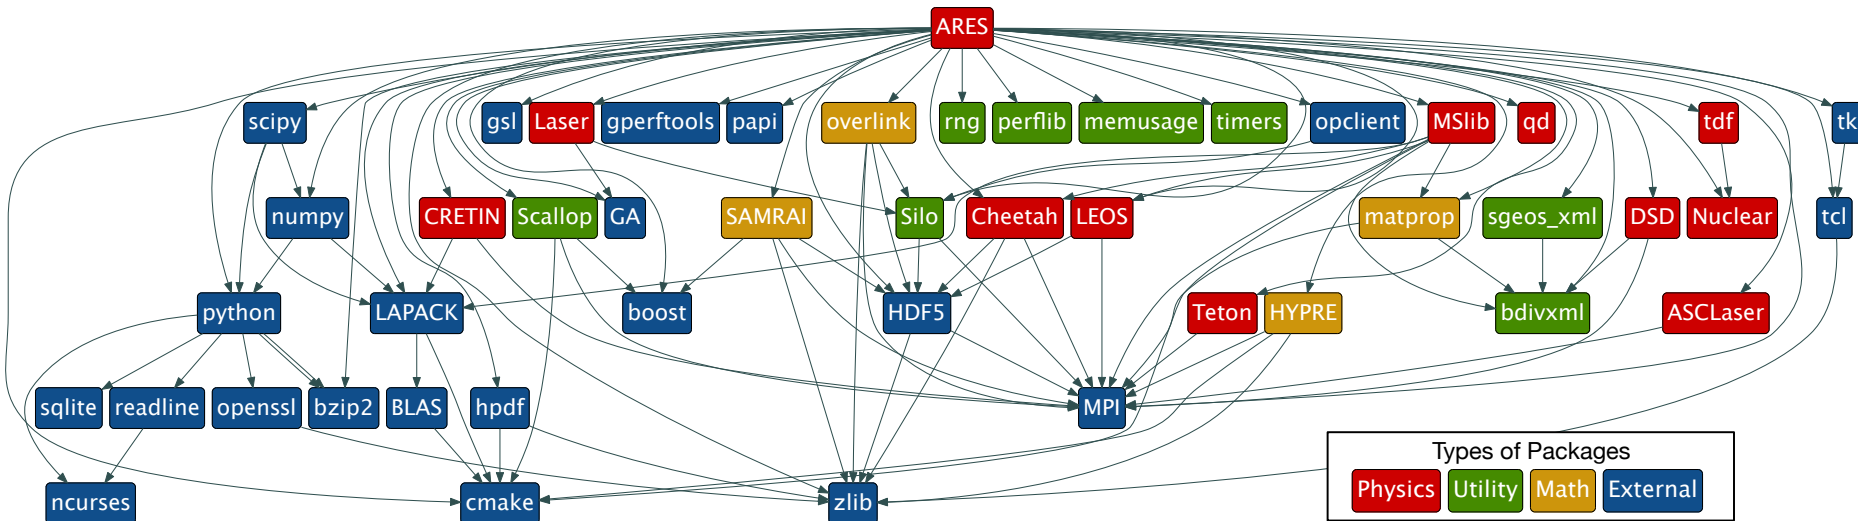 ARES
scipy
gsl
Laser
gperftools
papi
overlink
rng
perflib
memusage
timers
opclient
MSlib
qd
tdf
tk
numpy
CRETIN
Scallop
GA
SAMRAI
Silo
Cheetah
LEOS
matprop
sgeos_xml
DSD
Nuclear
tcl
python
LAPACK
boost
HDF5
Teton
HYPRE
bdivxml
ASCLaser
sqlite
readline
openssl
bzip2
BLAS
hpdf
MPI
Types of Packages
Physics
Utility
Math
External
ncurses
cmake
zlib